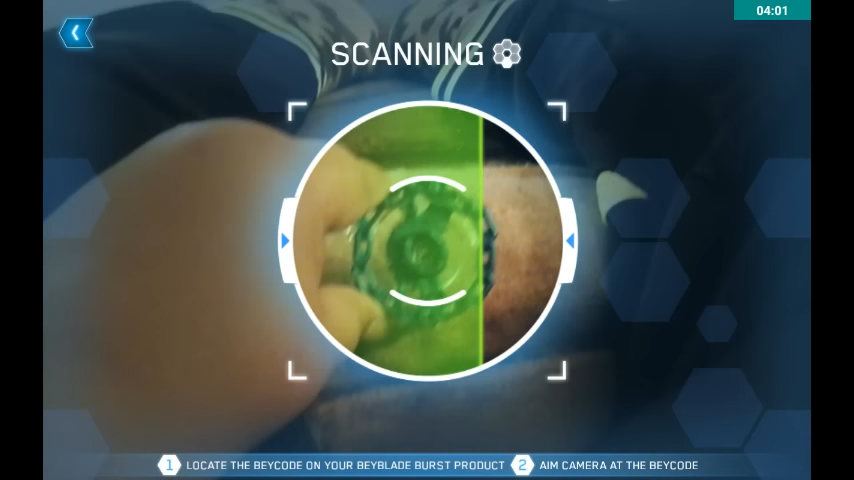 04:01
SCANNING
1 LOCATE THE BEYCODE ON YOUR BEYBLADE BURST PRODUCT 2 AIM CAMERA AT THE BEYCODE